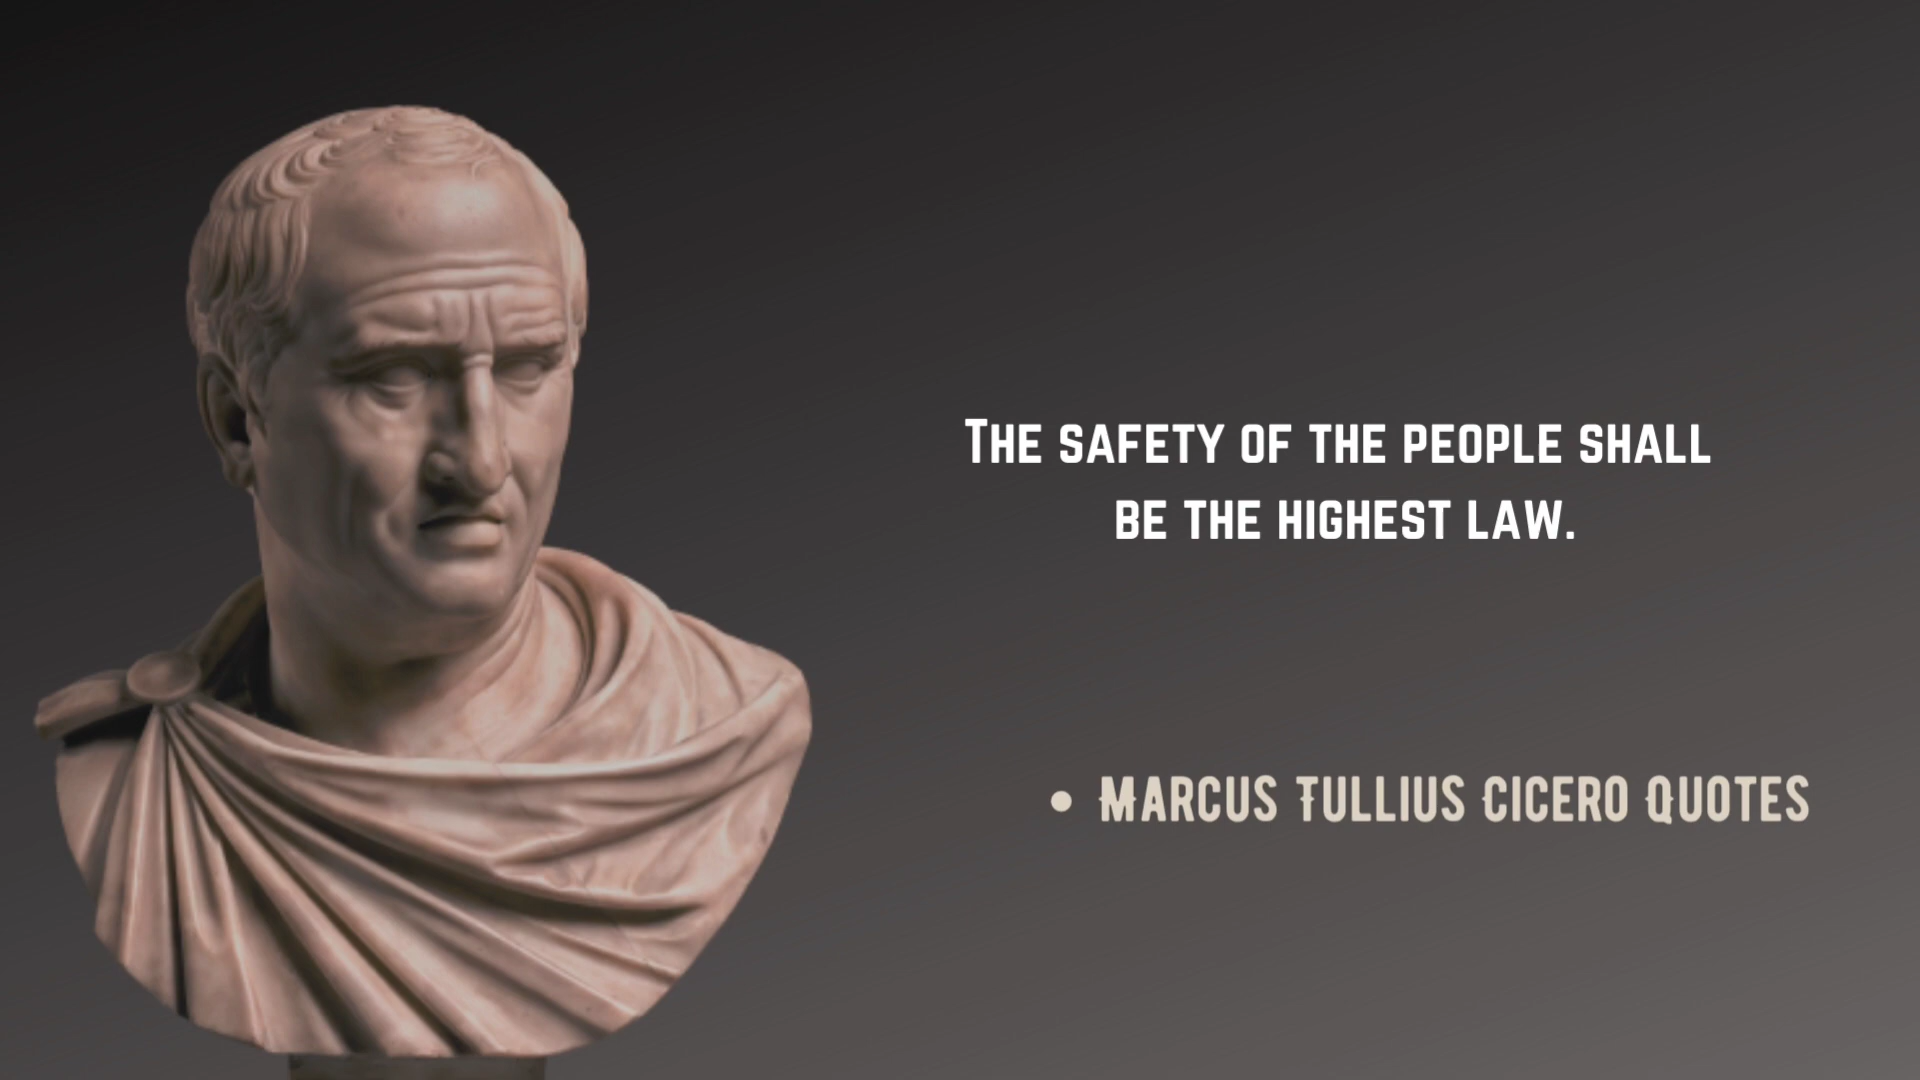 The safety of the people shall
be the highest law.
• Marcus Tullius Cicero Quotes